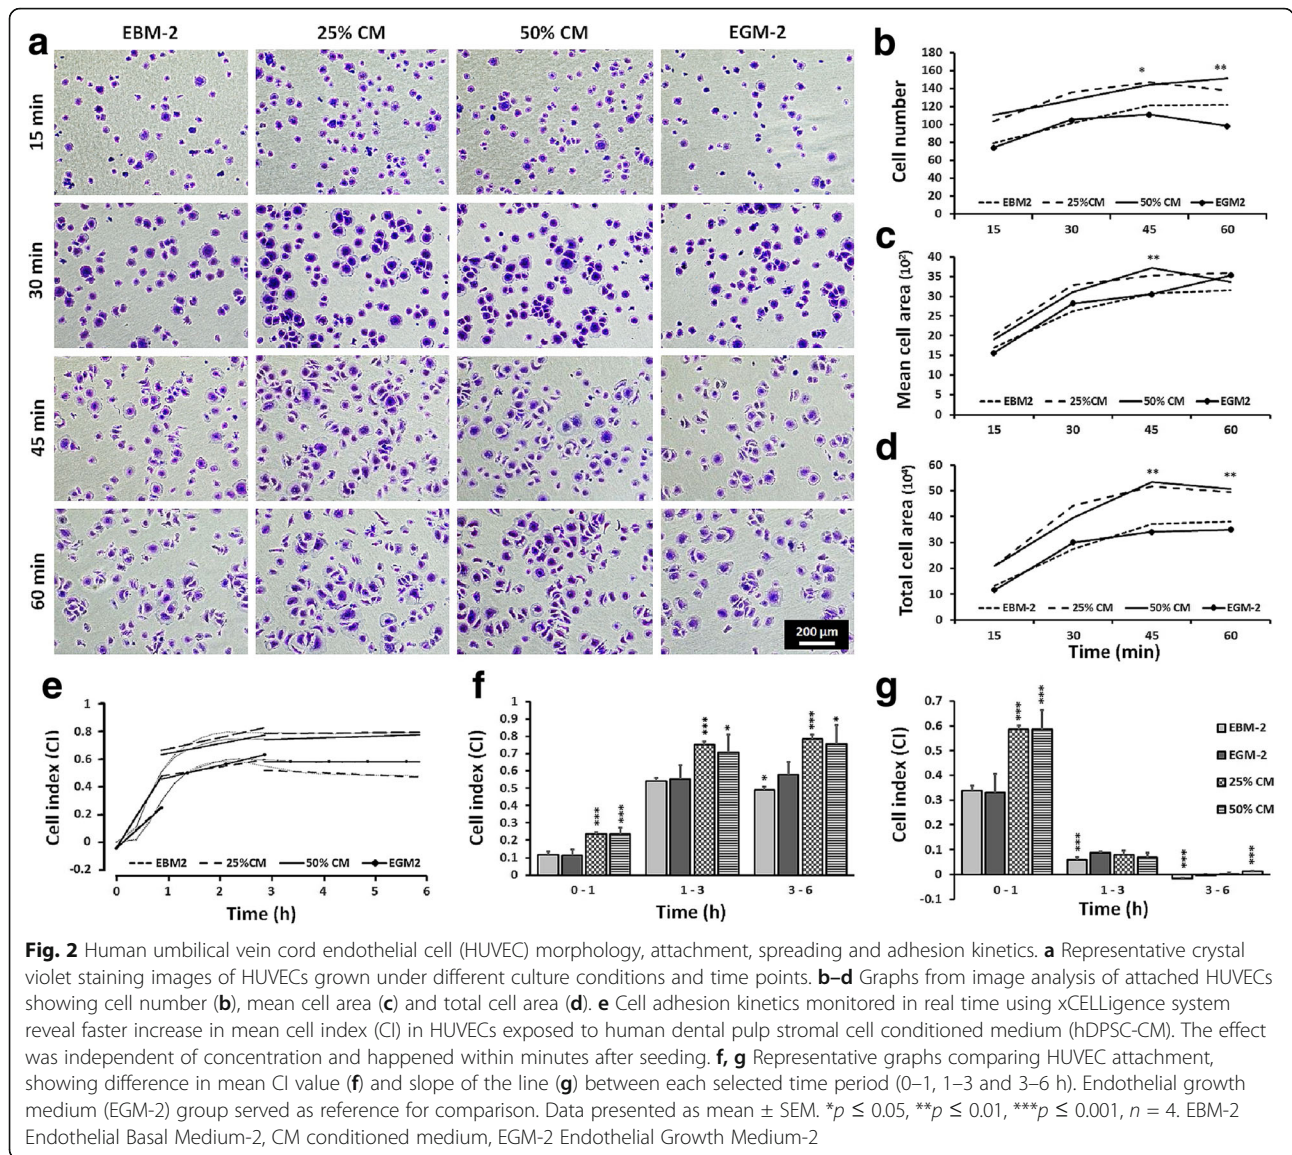 a
EBM-2
25% CM
50% CM
EGM-2
15 min
30 min
45 min
60 min
200 µm
b
180
160
140
120
100
80
60
40
20
0
Cell number
*
**
EBM2
25%CM
50% CM
EGM2
15
30
45
60
c
40
35
30
25
20
15
10
5
0
Mean cell area (10²)
**
EBM2
25%CM
50% CM
EGM2
15
30
45
60
d
60
50
40
30
20
10
0
Total cell area (10⁴)
**
**
EBM-2
25% CM
50% CM
EGM-2
15
30
45
60
Time (min)
e
1
0.8
0.6
0.4
0.2
0
-0.2
Cell index (CI)
EBM2
25%CM
50% CM
EGM2
0
1
2
3
4
5
6
Time (h)
f
1
0.9
0.8
0.7
0.6
0.5
0.4
0.3
0.2
0.1
0
Cell index (CI)
***
***
***
*
*
***
*
0 - 1
1 - 3
3 - 6
Time (h)
g
0.7
0.6
0.5
0.4
0.3
0.2
0.1
0
-0.1
Cell index (CI)
***
***
***
***
***
EBM-2
EGM-2
25% CM
50% CM
0 - 1
1 - 3
3 - 6
Time (h)
Fig. 2 Human umbilical vein cord endothelial cell (HUVEC) morphology, attachment, spreading and adhesion kinetics. a Representative crystal
violet staining images of HUVECs grown under different culture conditions and time points. b–d Graphs from image analysis of attached HUVECs
showing cell number (b), mean cell area (c) and total cell area (d). e Cell adhesion kinetics monitored in real time using xCELLigence system
reveal faster increase in mean cell index (CI) in HUVECs exposed to human dental pulp stromal cell conditioned medium (hDPSC-CM). The effect
was independent of concentration and happened within minutes after seeding. f, g Representative graphs comparing HUVEC attachment,
showing difference in mean CI value (f) and slope of the line (g) between each selected time period (0–1, 1–3 and 3–6 h). Endothelial growth
medium (EGM-2) group served as reference for comparison. Data presented as mean ± SEM. *p ≤ 0.05, **p ≤ 0.01, ***p ≤ 0.001, n = 4. EBM-2
Endothelial Basal Medium-2, CM conditioned medium, EGM-2 Endothelial Growth Medium-2